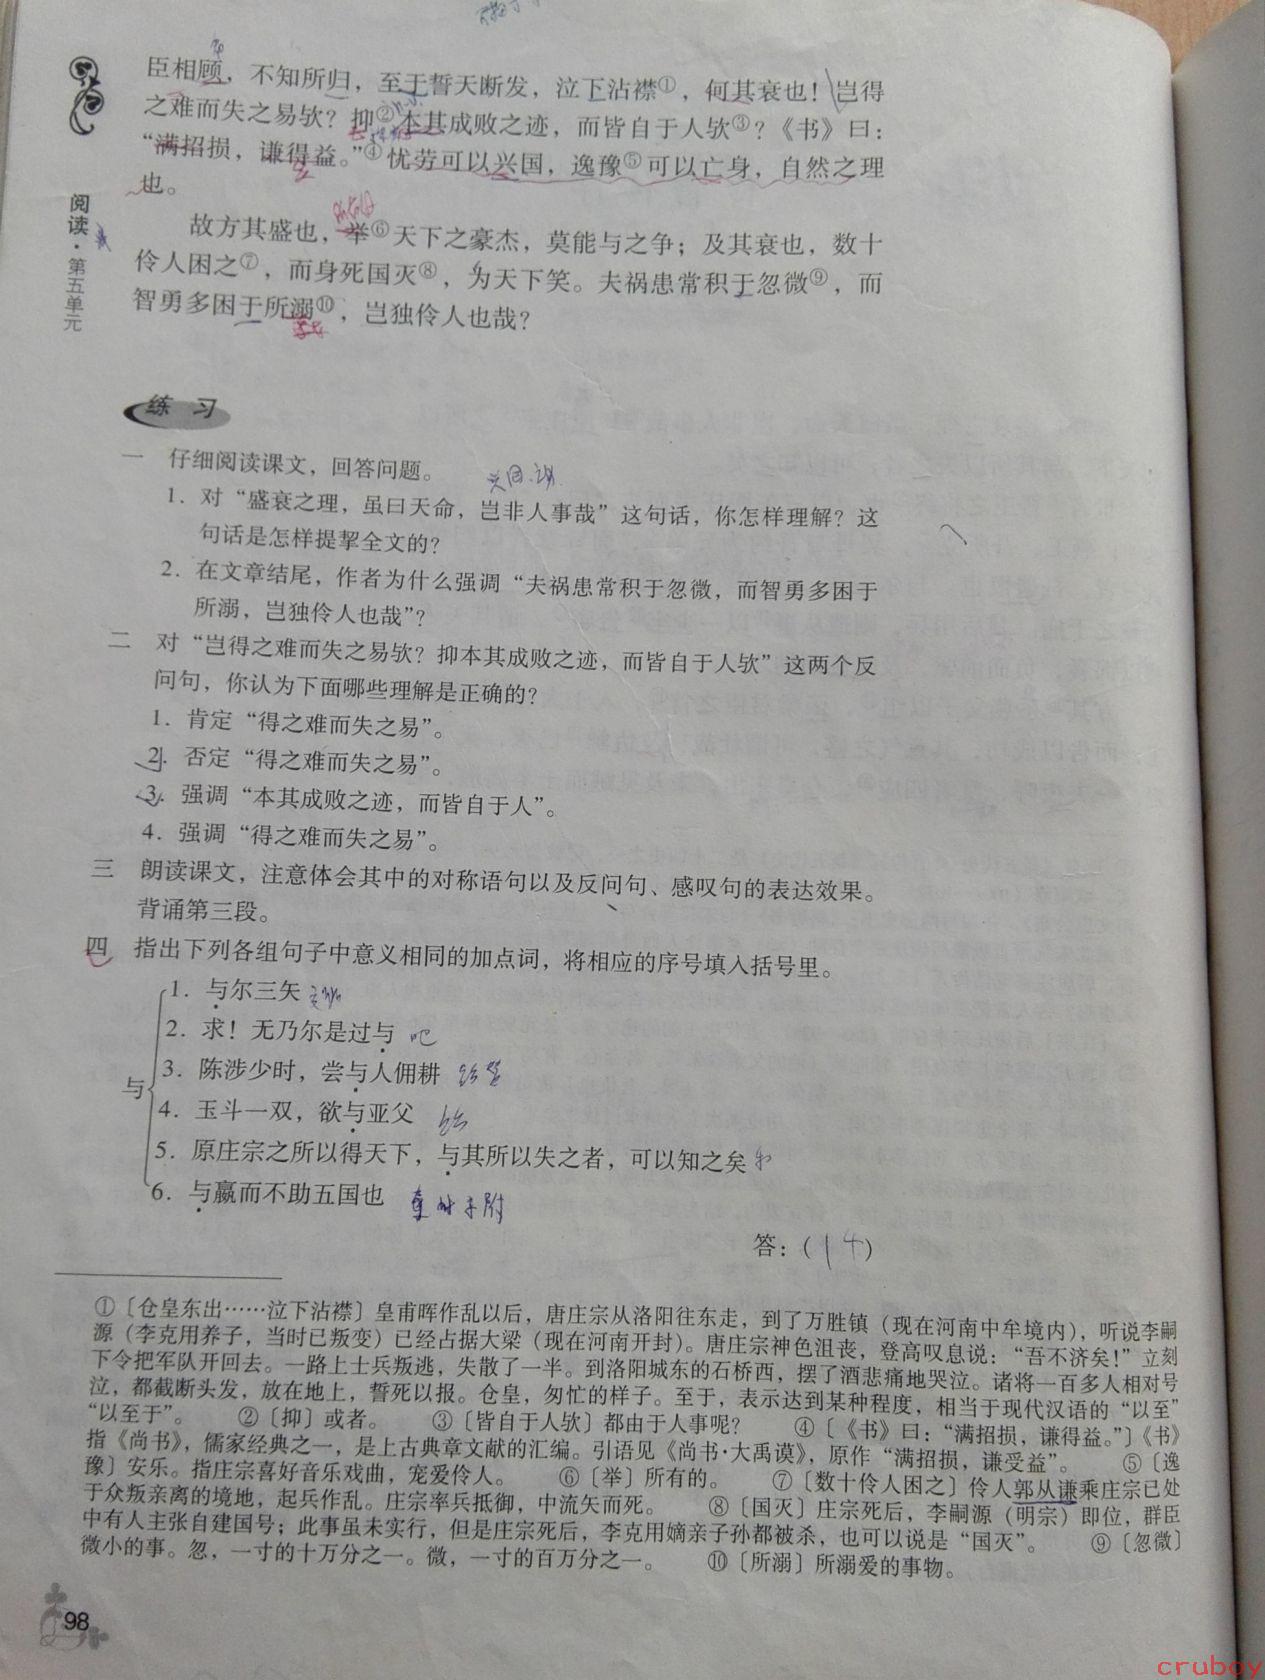 臣相顾，不知所归，至于誓天断发，泣下沾襟①，何其衰也！岂得
之难而失之易欤？抑②本其成败之迹，而皆自于人欤③？《书》曰：
“满招损，谦得益。”④忧劳可以兴国，逸豫⑤可以亡身，自然之理
也。
故方其盛也，举⑥天下之豪杰，莫能与之争；及其衰也，数十
伶人困之⑦，而身死国灭⑧，为天下笑。夫祸患常积于忽微⑨，而
智勇多困于所溺⑩，岂独伶人也哉？
阅读·第五单元
练 习
一 仔细阅读课文，回答问题。
1．对“盛衰之理，虽曰天命，岂非人事哉”这句话，你怎样理解？这
句话是怎样提挈全文的？
2．在文章结尾，作者为什么强调“夫祸患常积于忽微，而智勇多困于
所溺，岂独伶人也哉”？
二 对“岂得之难而失之易欤？抑本其成败之迹，而皆自于人欤”这两个反
问句，你认为下面哪些理解是正确的？
1．肯定“得之难而失之易”。
2．否定“得之难而失之易”。
3．强调“本其成败之迹，而皆自于人”。
4．强调“得之难而失之易”。
三 朗读课文，注意体会其中的对称语句以及反问句、感叹句的表达效果。
背诵第三段。
四 指出下列各组句子中意义相同的加点词，将相应的序号填入括号里。
与
1．与尔三矢
2．求！无乃尔是过与 吧
3．陈涉少时，尝与人佣耕
4．玉斗一双，欲与亚父 给
5．原庄宗之所以得天下，与其所以失之者，可以知之矣 和
6．与嬴而不助五国也
答：(1 4)
①〔仓皇东出……泣下沾襟〕皇甫晖作乱以后，唐庄宗从洛阳往东走，到了万胜镇（现在河南中牟境内），听说李嗣
源（李克用养子，当时已叛变）已经占据大梁（现在河南开封）。唐庄宗神色沮丧，登高叹息说：“吾不济矣！”立刻
下令把军队开回去。一路上士兵叛逃，失散了一半。到洛阳城东的石桥西，摆了酒悲痛地哭泣。诸将一百多人相对号
泣，都截断头发，放在地上，誓死以报。仓皇，匆忙的样子。至于，表示达到某种程度，相当于现代汉语的“以至”
“以至于”。 ②〔抑〕或者。 ③〔皆自于人欤〕都由于人事呢？ ④〔《书》曰：“满招损，谦得益。”〕《书》
指《尚书》，儒家经典之一，是上古典章文献的汇编。引语见《尚书·大禹谟》，原作“满招损，谦受益”。 ⑤〔逸
豫〕安乐。指庄宗喜好音乐戏曲，宠爱伶人。 ⑥〔举〕所有的。 ⑦〔数十伶人困之〕伶人郭从谦乘庄宗已处
于众叛亲离的境地，起兵作乱。庄宗率兵抵御，中流矢而死。 ⑧〔国灭〕庄宗死后，李嗣源（明宗）即位，群臣
中有人主张自建国号；此事虽未实行，但是庄宗死后，李克用嫡亲子孙都被杀，也可以说是“国灭”。 ⑨〔忽微〕
微小的事。忽，一寸的十万分之一。微，一寸的百万分之一。 ⑩〔所溺〕所溺爱的事物。
98
cruboy